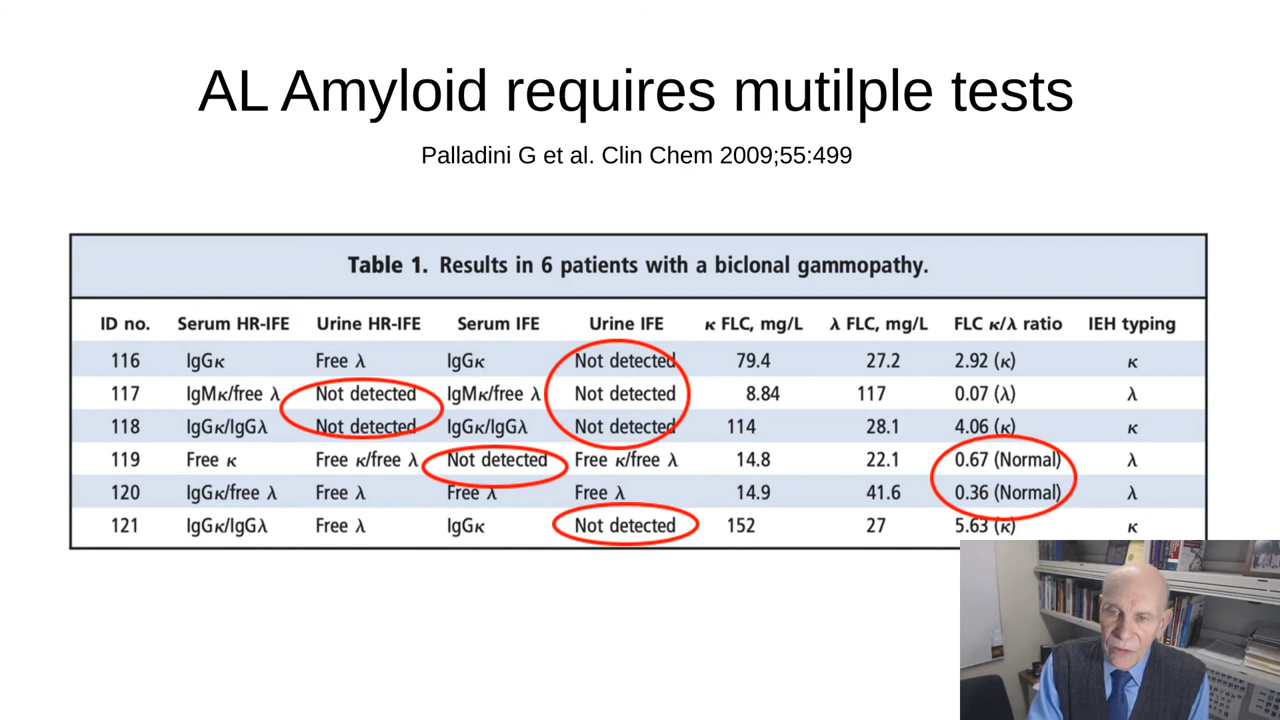 AL Amyloid requires mutilple tests
Palladini G et al. Clin Chem 2009;55:499
Table 1. Results in 6 patients with a biclonal gammopathy.
ID no. Serum HR-IFE Urine HR-IFE Serum IFE Urine IFE κ FLC, mg/L λ FLC, mg/L FLC κ/λ ratio IEH typing
116 IgGκ Free λ IgGκ Not detected 79.4 27.2 2.92 (κ) κ
117 IgMκ/free λ Not detected IgMκ/free λ Not detected 8.84 117 0.07 (λ) λ
118 IgGκ/IgGλ Not detected IgGκ/IgGλ Not detected 114 28.1 4.06 (κ) κ
119 Free κ Free κ/free λ Not detected Free κ/free λ 14.8 22.1 0.67 (Normal) λ
120 IgGκ/free λ Free λ Free λ Free λ 14.9 41.6 0.36 (Normal) λ
121 IgGκ/IgGλ Free λ IgGκ Not detected 152 27 5.63 (κ) κ